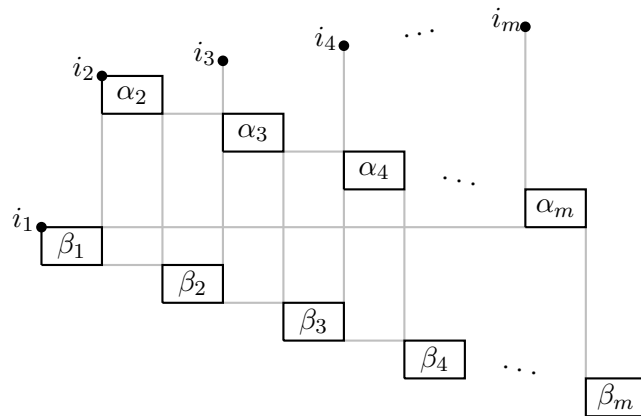 i_m
i_4 ...
i_3
i_2 α_2
α_3
α_4 ...
α_m
i_1
β_1
β_2
β_3
β_4 ...
β_m